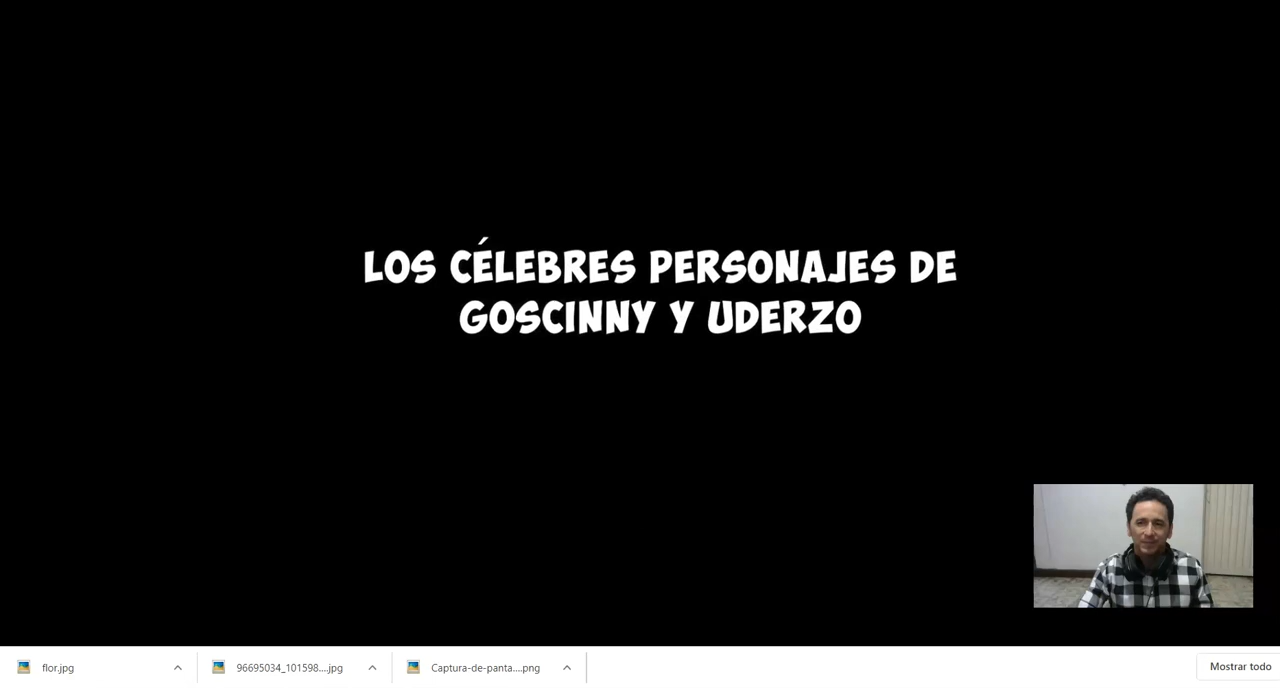 LOS CÉLEBRES PERSONAJES DE
GOSCINNY Y UDERZO
flor.jpg
96695034_101598....jpg
Captura-de-panta....png
Mostrar todo